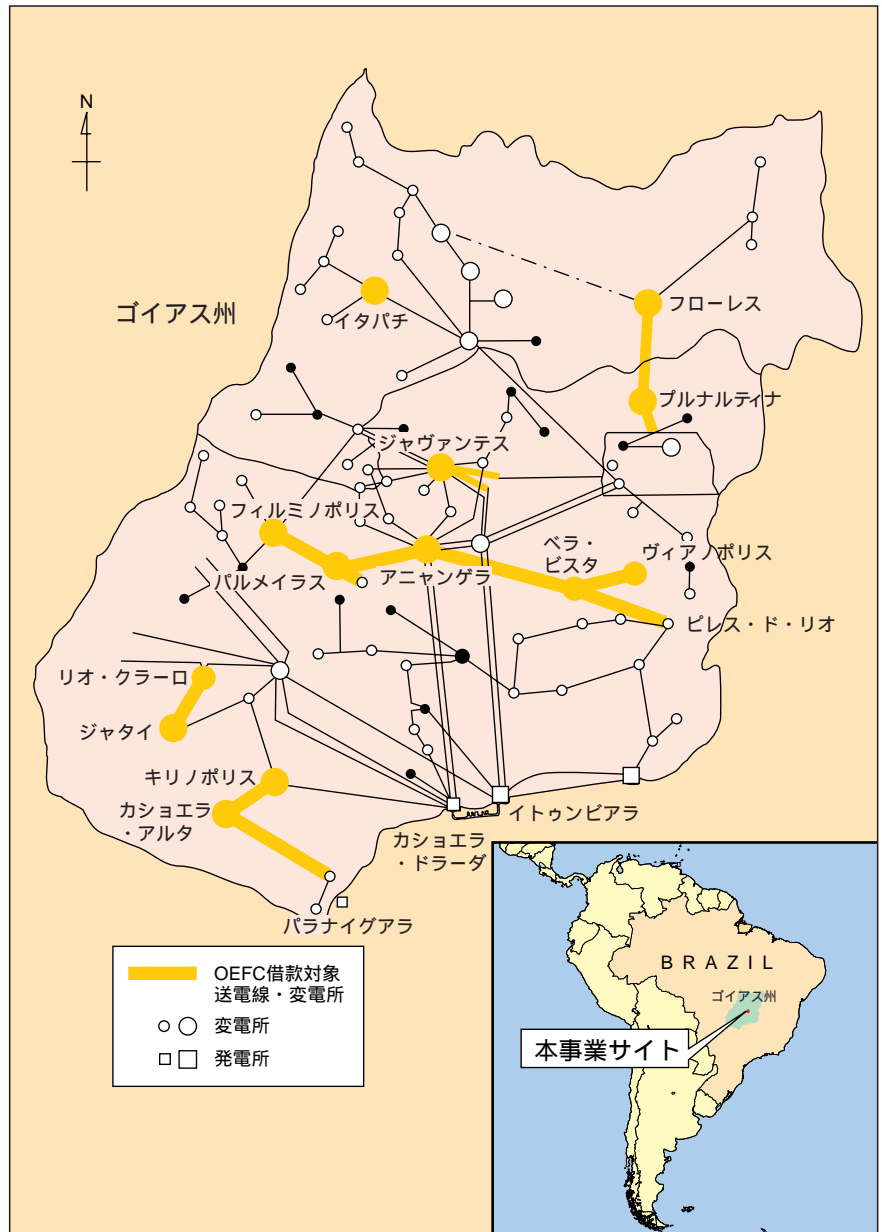 N
ゴイアス州
イタパチ
フローレス
プルナルティナ
ジャヴァンテス
フィルミノポリス
パルメイラス
アニャンゲラ
ベラ・
ビスタ
ヴィアノポリス
ピレス・ド・リオ
リオ・クラーロ
ジャタイ
キリノポリス
カショエラ
・アルタ
カショエラ
・ドラーダ
イトゥンビアラ
パラナイグアラ
OEFC借款対象
送電線・変電所
変電所
発電所
BRAZIL
ゴイアス州
本事業サイト